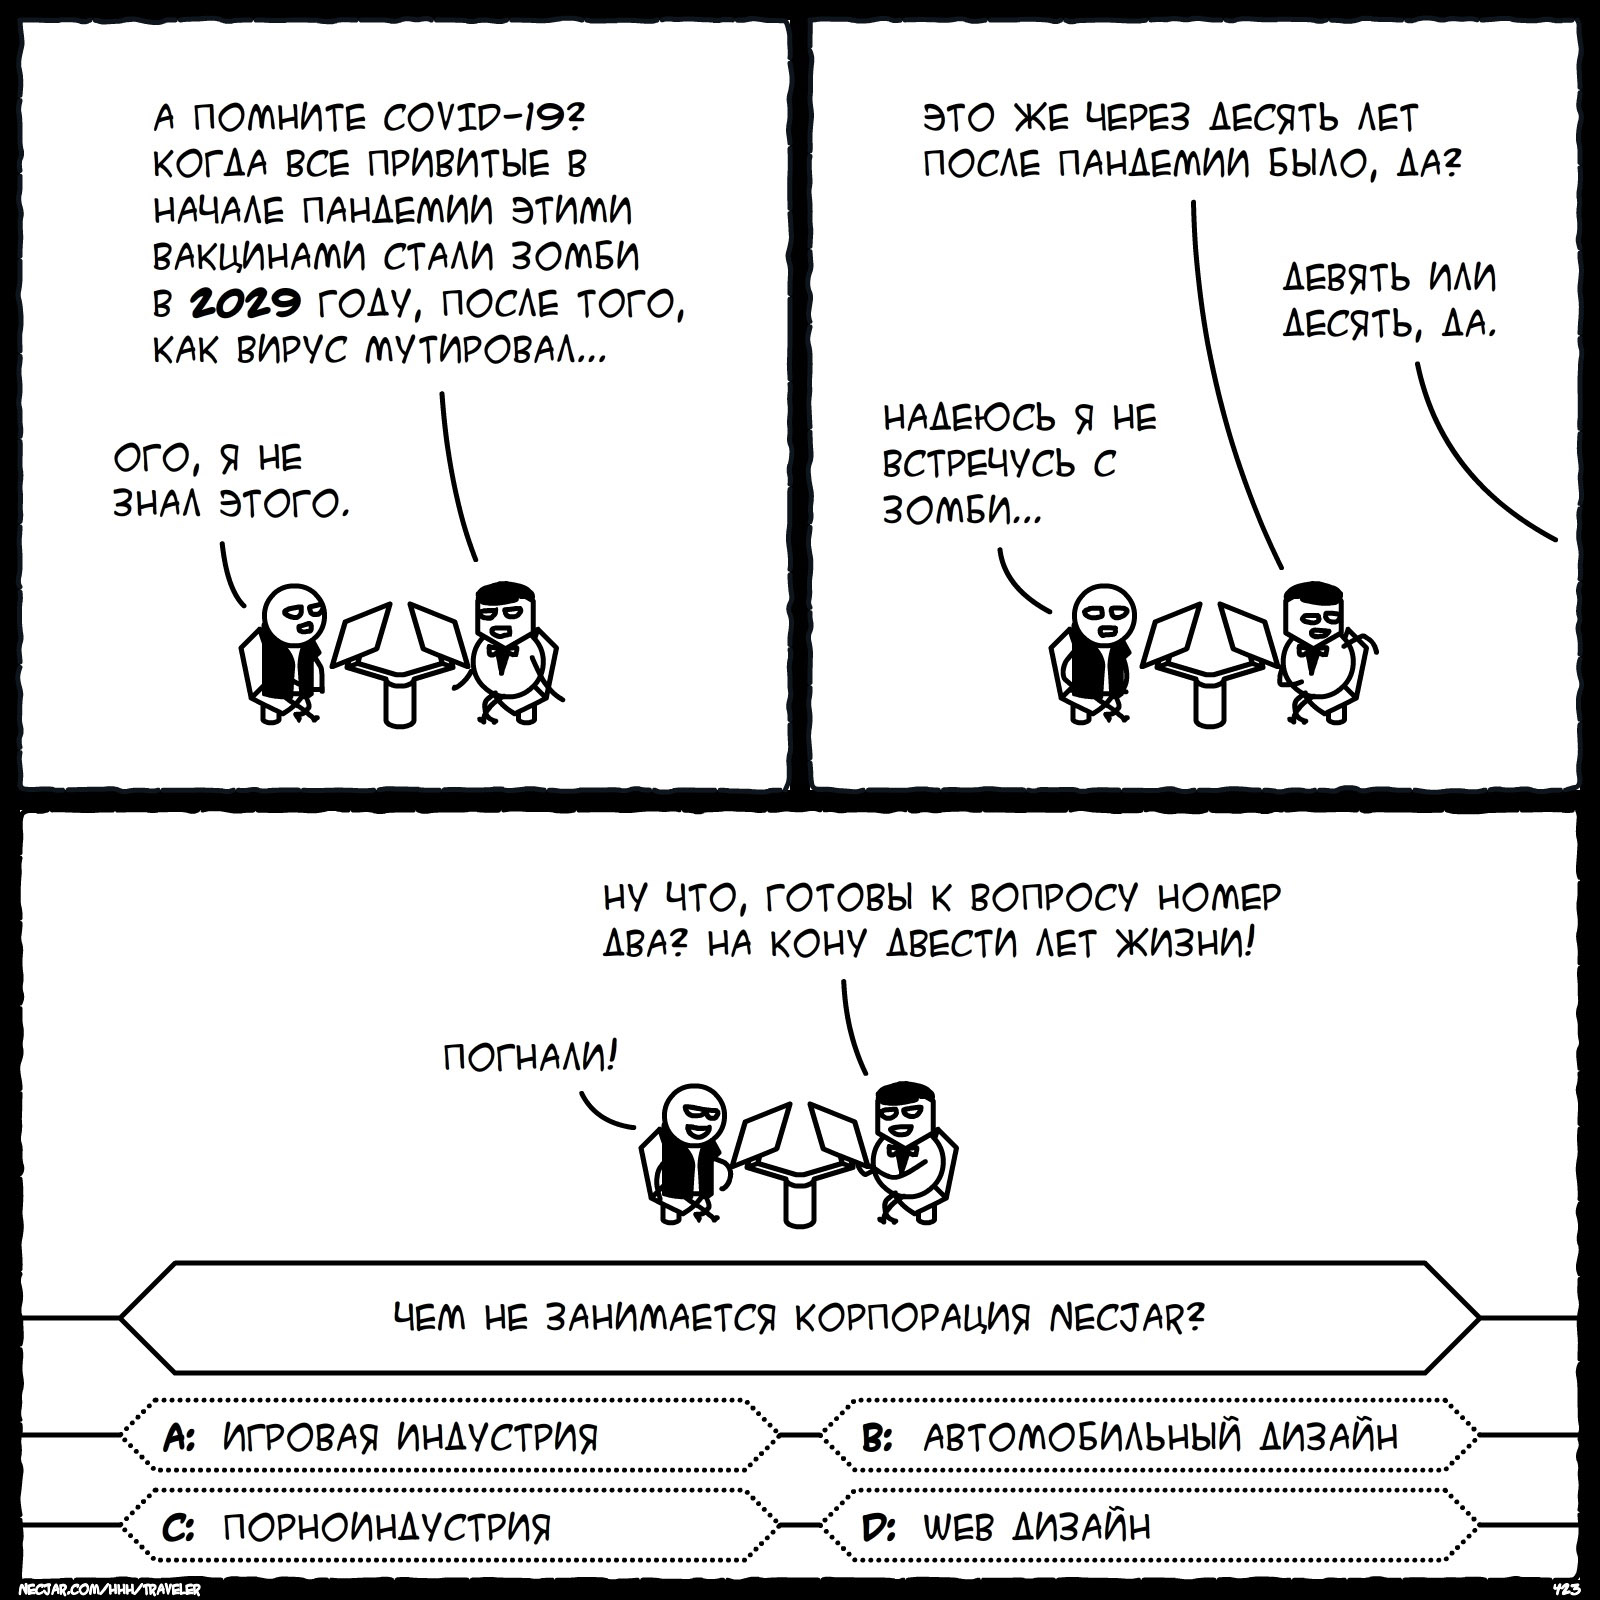 А ПОМНИТЕ COVID-19?
КОГДА ВСЕ ПРИВИТЫЕ В
НАЧАЛЕ ПАНДЕМИИ ЭТИМИ
ВАКЦИНАМИ СТАЛИ ЗОМБИ
В 2029 ГОДУ, ПОСЛЕ ТОГО,
КАК ВИРУС МУТИРОВАЛ...
ОГО, Я НЕ
ЗНАЛ ЭТОГО.
ЭТО ЖЕ ЧЕРЕЗ ДЕСЯТЬ ЛЕТ
ПОСЛЕ ПАНДЕМИИ БЫЛО, ДА?
ДЕВЯТЬ ИЛИ
ДЕСЯТЬ, ДА.
НАДЕЮСЬ Я НЕ
ВСТРЕЧУСЬ С
ЗОМБИ...
НУ ЧТО, ГОТОВЫ К ВОПРОСУ НОМЕР
ДВА? НА КОНУ ДВЕСТИ ЛЕТ ЖИЗНИ!
ПОГНАЛИ!
ЧЕМ НЕ ЗАНИМАЕТСЯ КОРПОРАЦИЯ NECJAR?
A: ИГРОВАЯ ИНДУСТРИЯ
B: АВТОМОБИЛЬНЫЙ ДИЗАЙН
C: ПОРНОИНДУСТРИЯ
D: WEB ДИЗАЙН
NECJAR.COM/HHH/TRAVELER
423